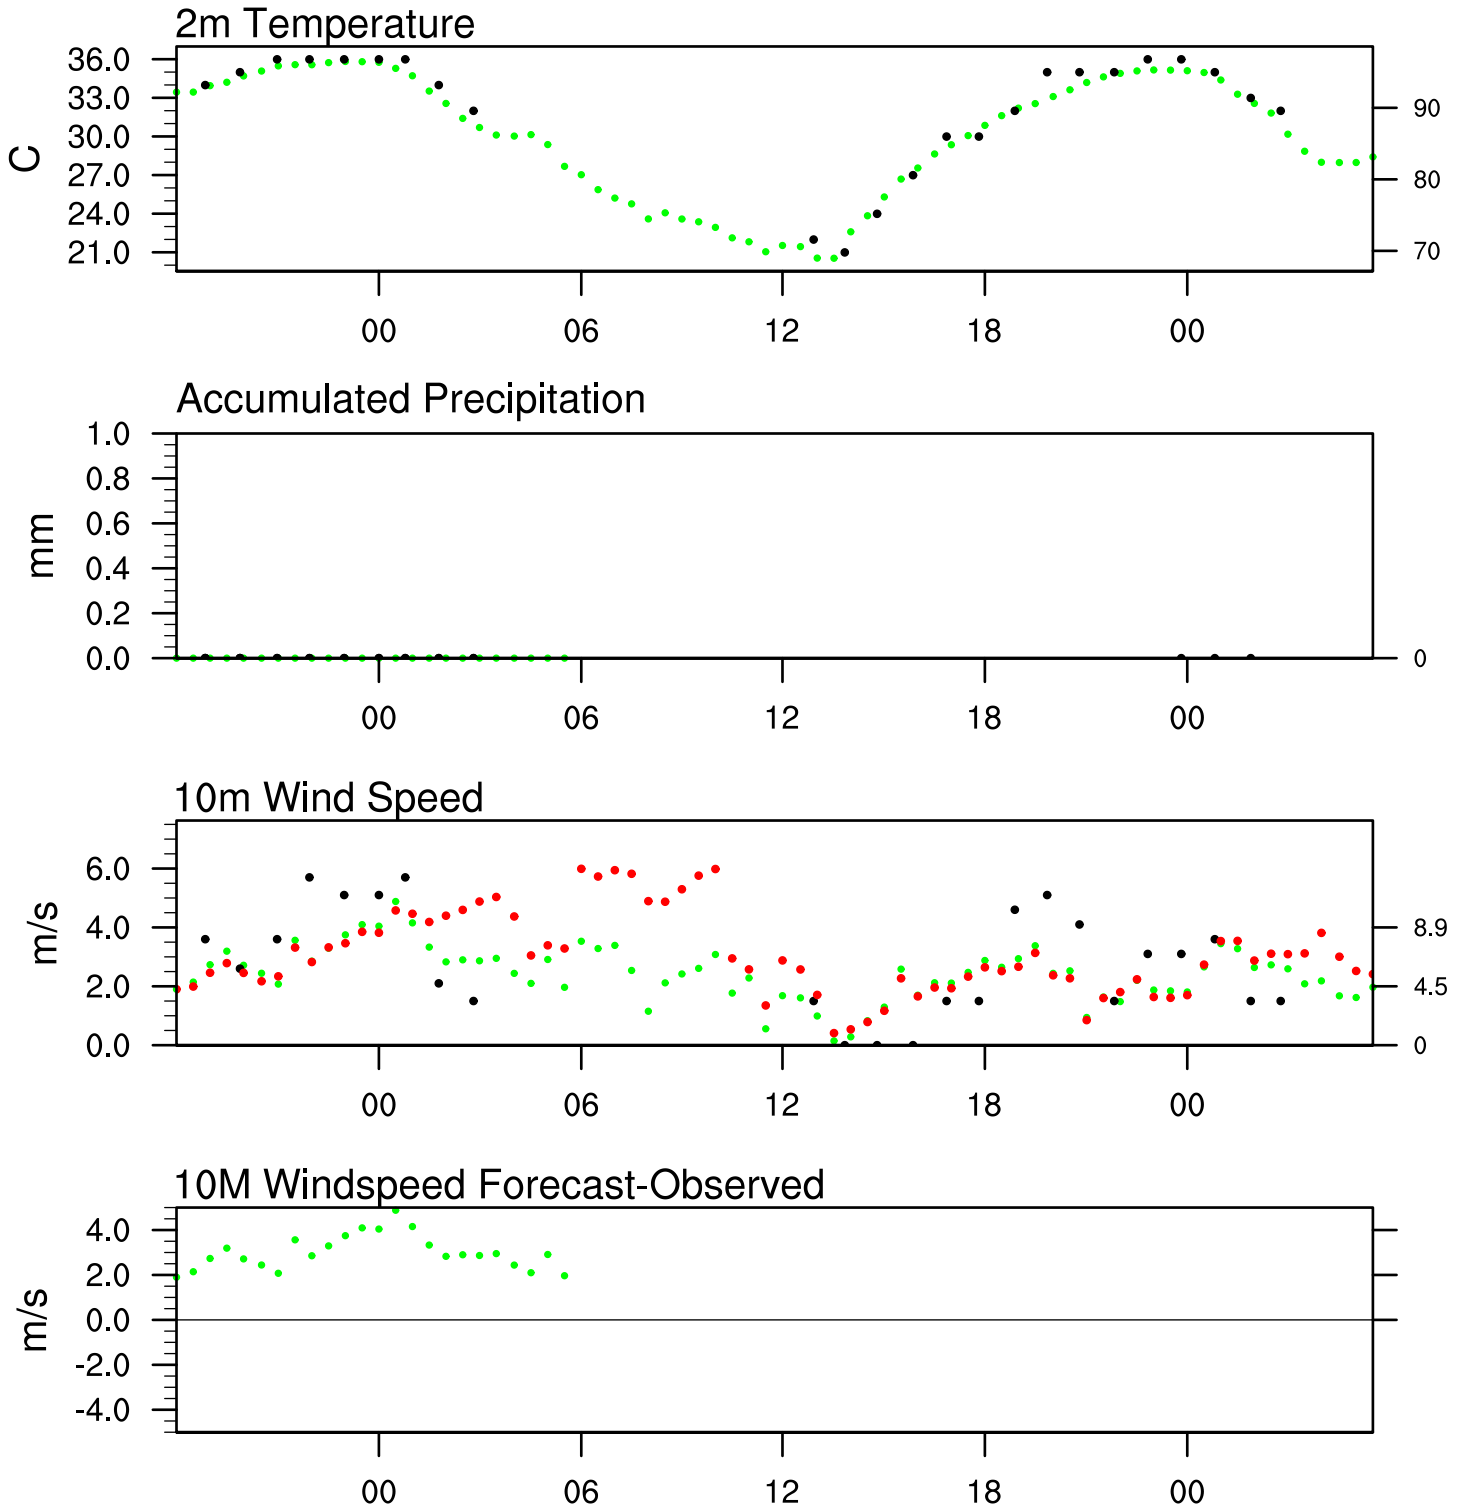 2m Temperature
36.0
33.0
30.0
27.0
24.0
21.0
C
90
80
70
00 06 12 18 00
Accumulated Precipitation
1.0
0.8
0.6
0.4
0.2
0.0
mm
0
00 06 12 18 00
10m Wind Speed
6.0
4.0
2.0
0.0
m/s
8.9
4.5
0
00 06 12 18 00
10M Windspeed Forecast-Observed
4.0
2.0
0.0
-2.0
-4.0
m/s
00 06 12 18 00